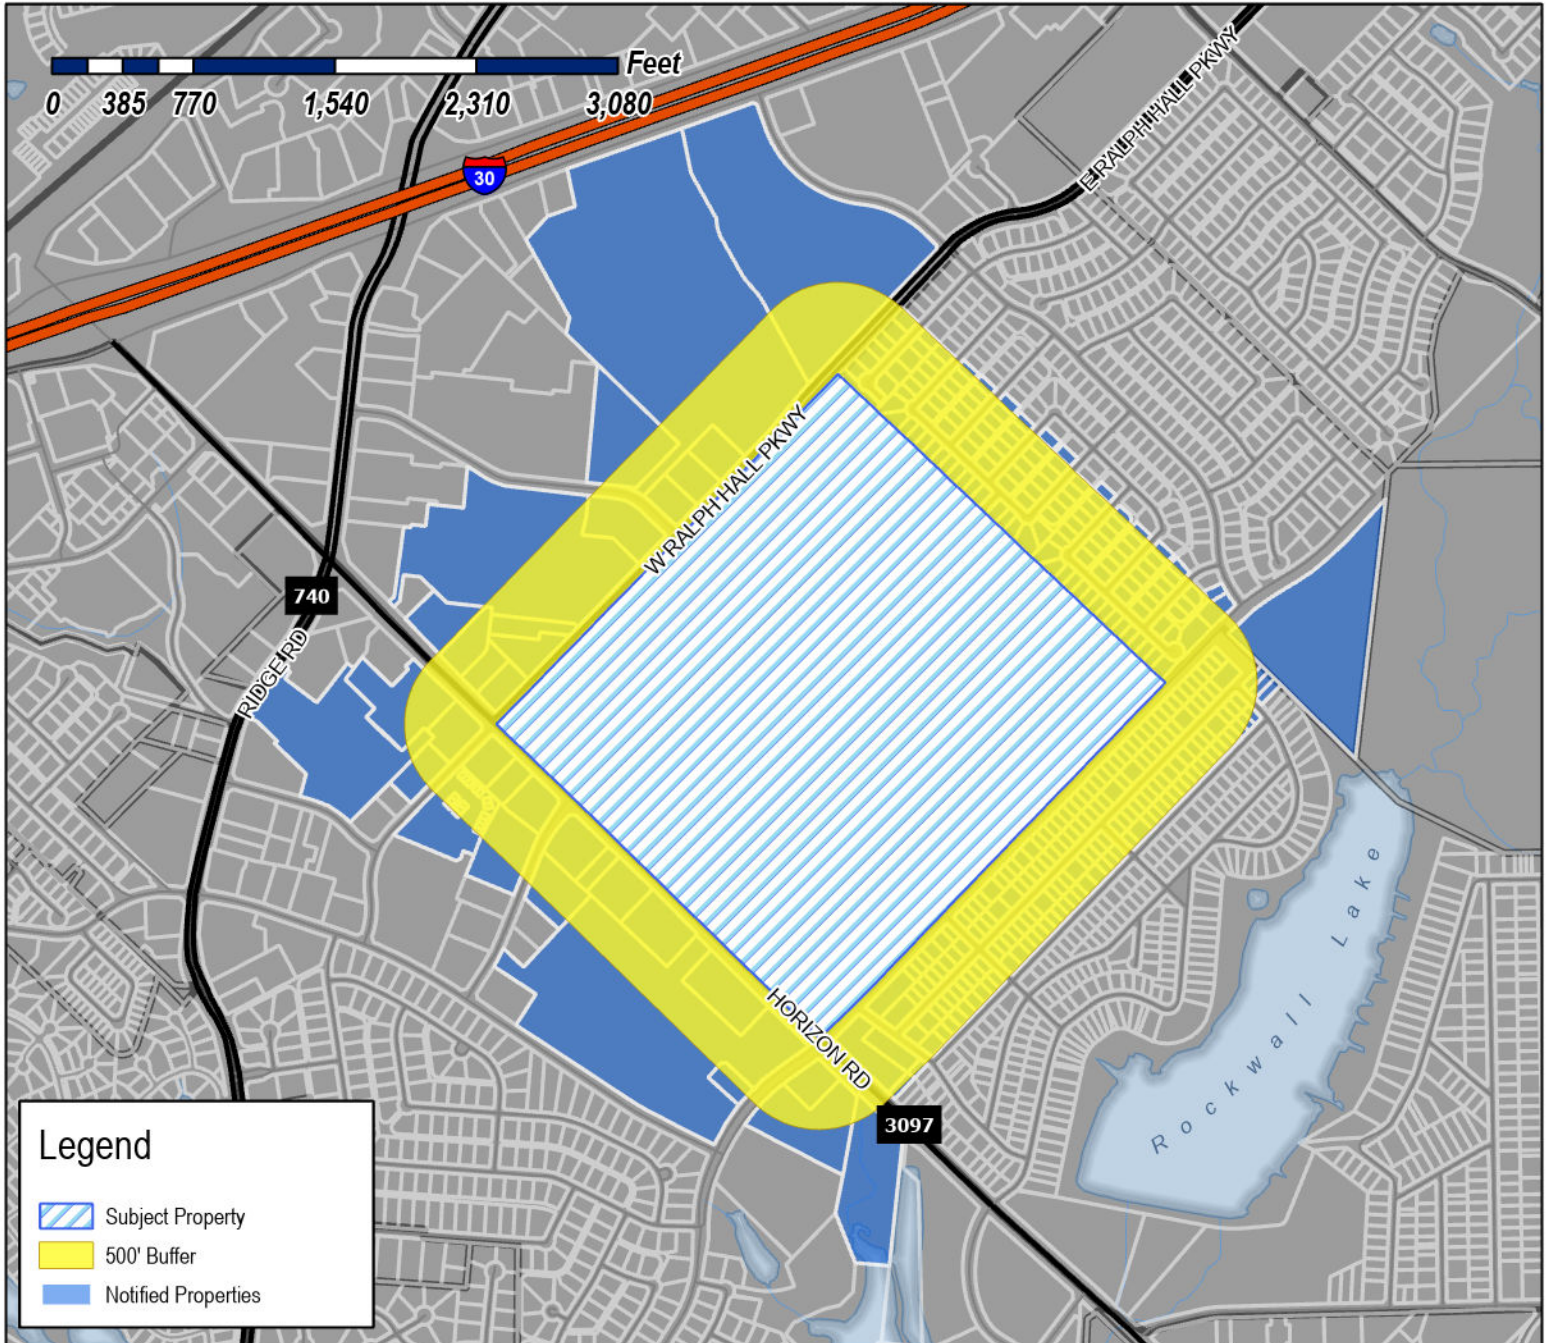 Feet
0 385 770 1,540 2,310 3,080
30
E RALPH HALL PKWY
W RALPH HALL PKWY
740
RIDGE RD
HORIZON RD
3097
Rockwall Lake
Legend
Subject Property
500' Buffer
Notified Properties